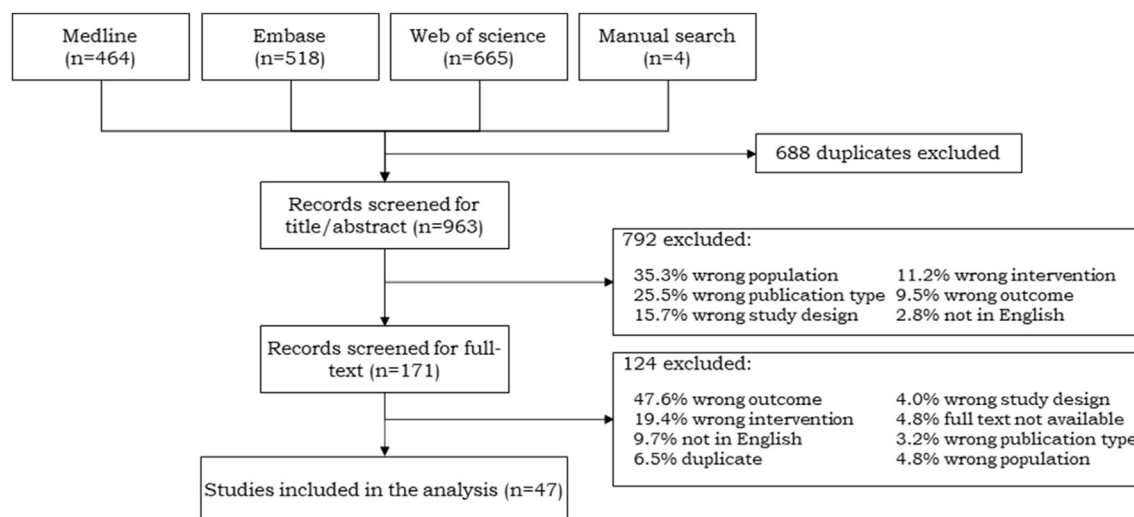 Medline
(n=464)
Embase
(n=518)
Web of science
(n=665)
Manual search
(n=4)
688 duplicates excluded
Records screened for
title/abstract (n=963)
792 excluded:
35.3% wrong population
25.5% wrong publication type
15.7% wrong study design
11.2% wrong intervention
9.5% wrong outcome
2.8% not in English
Records screened for full-
text (n=171)
124 excluded:
47.6% wrong outcome
19.4% wrong intervention
9.7% not in English
6.5% duplicate
4.0% wrong study design
4.8% full text not available
3.2% wrong publication type
4.8% wrong population
Studies included in the analysis (n=47)